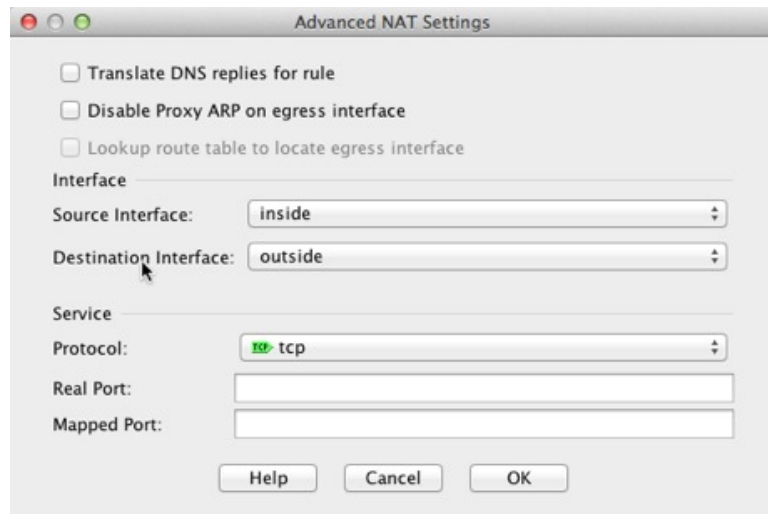 Advanced NAT Settings
Translate DNS replies for rule
Disable Proxy ARP on egress interface
Lookup route table to locate egress interface
Interface
Source Interface: inside
Destination Interface: outside
Service
Protocol: TCP tcp
Real Port:
Mapped Port:
Help Cancel OK